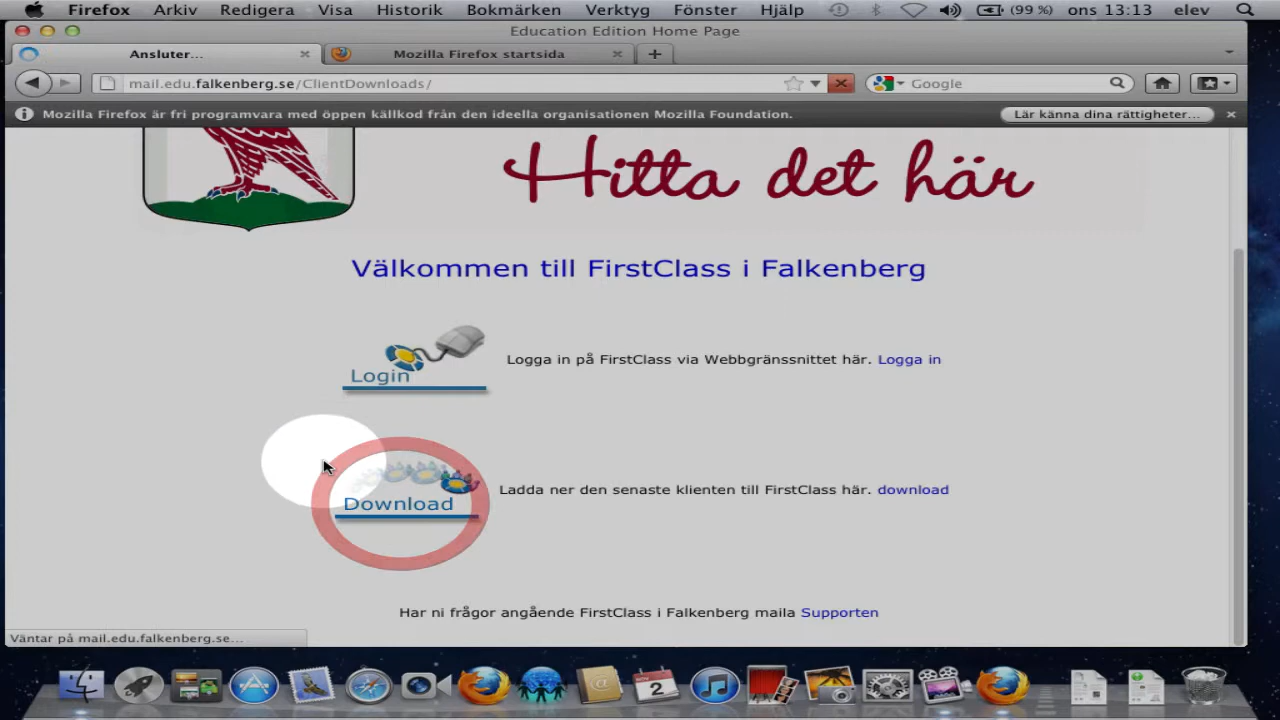 Firefox Arkiv Redigera Visa Historik Bokmärken Verktyg Fönster Hjälp (99 %) ons 13:13 elev
Education Edition Home Page
Ansluter... Mozilla Firefox startsida
mail.edu.falkenberg.se/ClientDownloads/ Google
Mozilla Firefox är fri programvara med öppen källkod från den ideella organisationen Mozilla Foundation. Lär känna dina rättigheter...
Hitta det här
Välkommen till FirstClass i Falkenberg
Login Logga in på FirstClass via Webbgränssnittet här. Logga in
Download Ladda ner den senaste klienten till FirstClass här. download
Har ni frågor angående FirstClass i Falkenberg maila Supporten
Väntar på mail.edu.falkenberg.se...
2